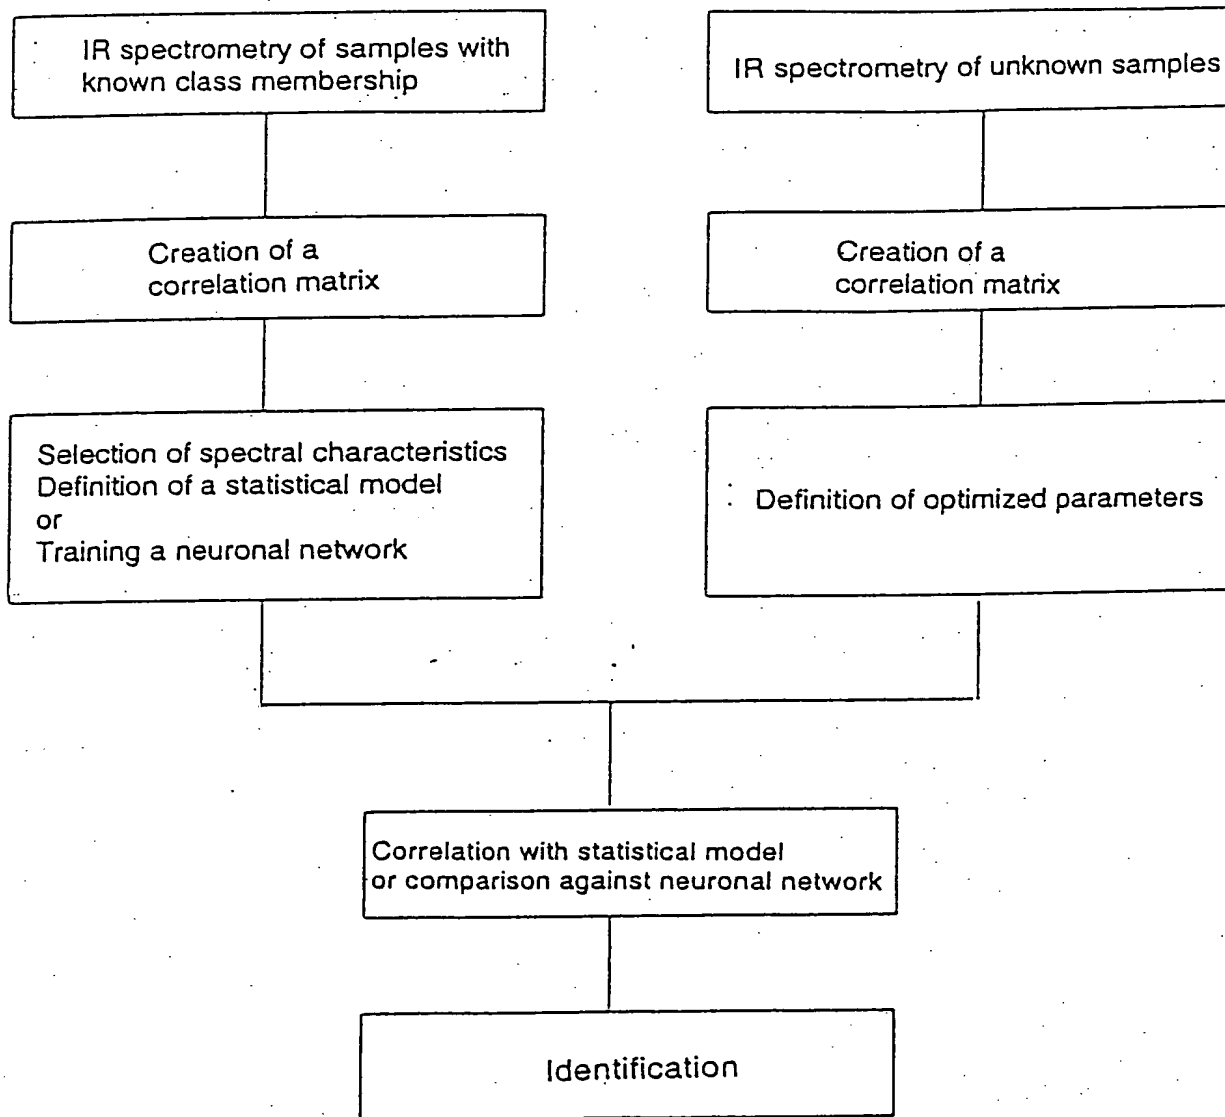 IR spectrometry of samples with
known class membership
IR spectrometry of unknown samples
Creation of a
correlation matrix
Creation of a
correlation matrix
Selection of spectral characteristics
Definition of a statistical model
or
Training a neuronal network
Definition of optimized parameters
Correlation with statistical model
or comparison against neuronal network
Identification